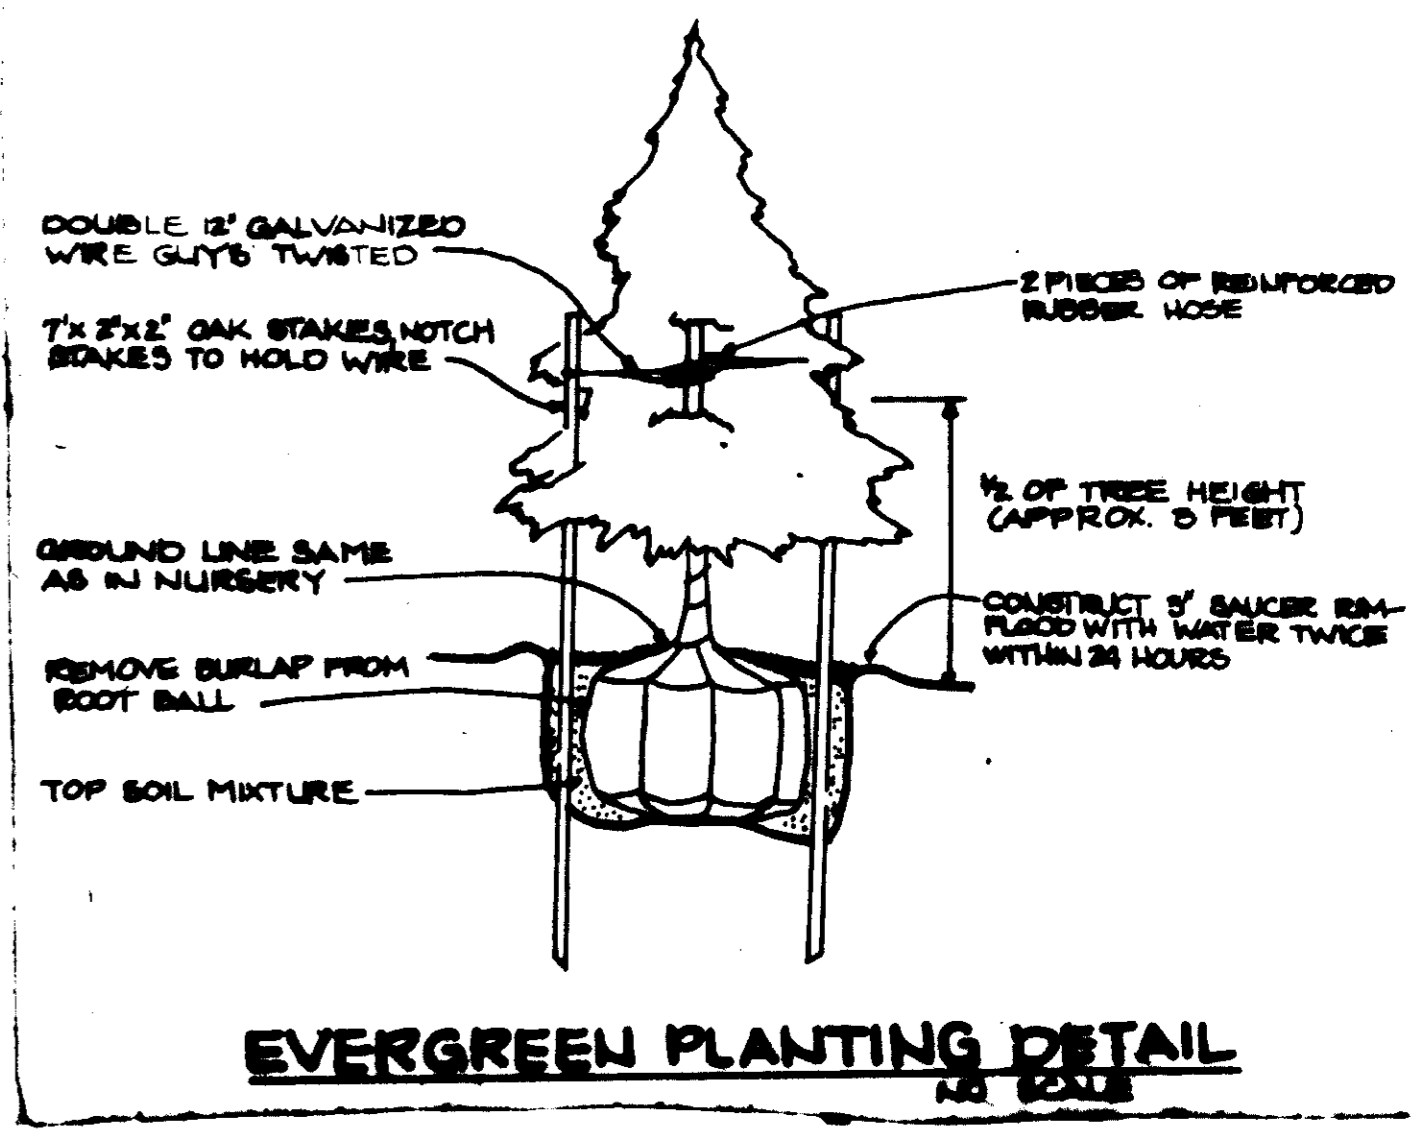 DOUBLE 12" GALVANIZED
WIRE GUYS TWISTED
7'x 2"x 2" OAK STAKES, NOTCH
STAKES TO HOLD WIRE
GROUND LINE SAME
AS IN NURSERY
REMOVE BURLAP FROM
ROOT BALL
TOP SOIL MIXTURE
2 PIECES OF REINFORCED
RUBBER HOSE
1/2 OF TREE HEIGHT
(APPROX. FEET)
CONSTRUCT 3" SAUCER RIM-
FLOOD WITH WATER TWICE
WITHIN 24 HOURS
EVERGREEN PLANTING DETAIL
NO SCALE